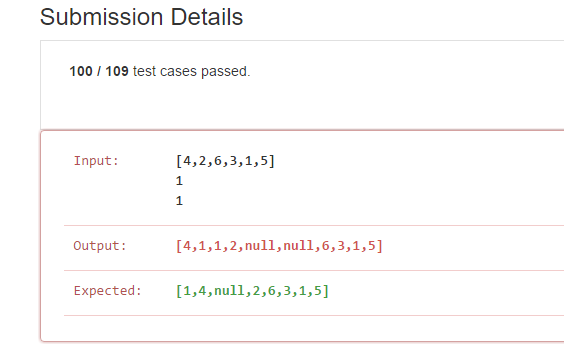 Submission Details
100 / 109 test cases passed.
Input: [4,2,6,3,1,5]
1
1
Output: [4,1,1,2,null,null,6,3,1,5]
Expected: [1,4,null,2,6,3,1,5]